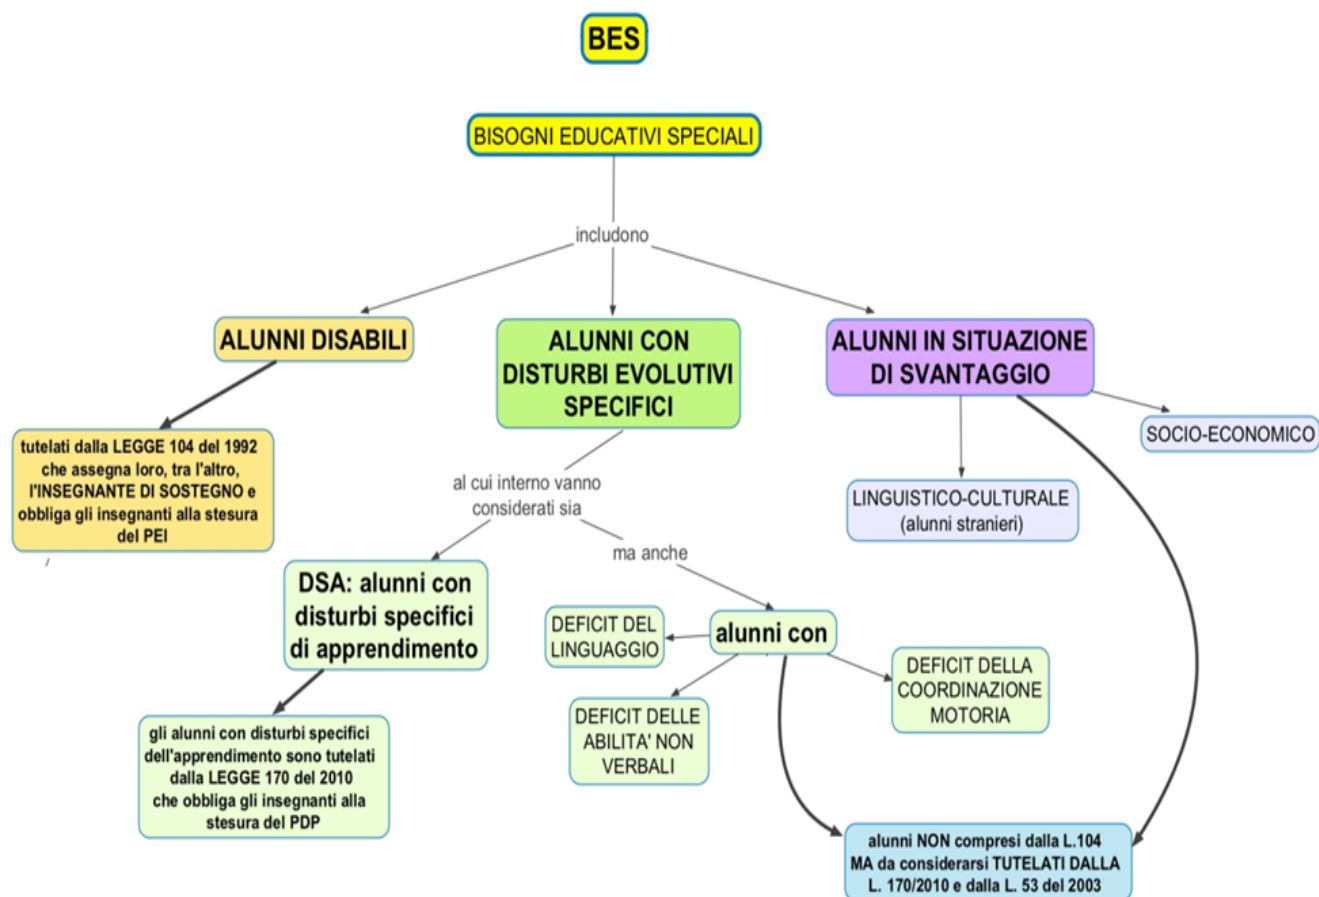 BES
BISOGNI EDUCATIVI SPECIALI
includono
ALUNNI DISABILI
tutelati dalla LEGGE 104 del 1992
che assegna loro, tra l'altro,
l'INSEGNANTE DI SOSTEGNO e
obbliga gli insegnanti alla stesura
del PEI
ALUNNI CON
DISTURBI EVOLUTIVI
SPECIFICI
al cui interno vanno
considerati sia
DSA: alunni con
disturbi specifici
di apprendimento
gli alunni con disturbi specifici
dell'apprendimento sono tutelati
dalla LEGGE 170 del 2010
che obbliga gli insegnanti alla
stesura del PDP
ma anche
alunni con
DEFICIT DEL
LINGUAGGIO
DEFICIT DELLE
ABILITA' NON
VERBALI
DEFICIT DELLA
COORDINAZIONE
MOTORIA
ALUNNI IN SITUAZIONE
DI SVANTAGGIO
LINGUISTICO-CULTURALE
(alunni stranieri)
SOCIO-ECONOMICO
alunni NON compresi dalla L.104
MA da considerarsi TUTELATI DALLA
L. 170/2010 e dalla L. 53 del 2003